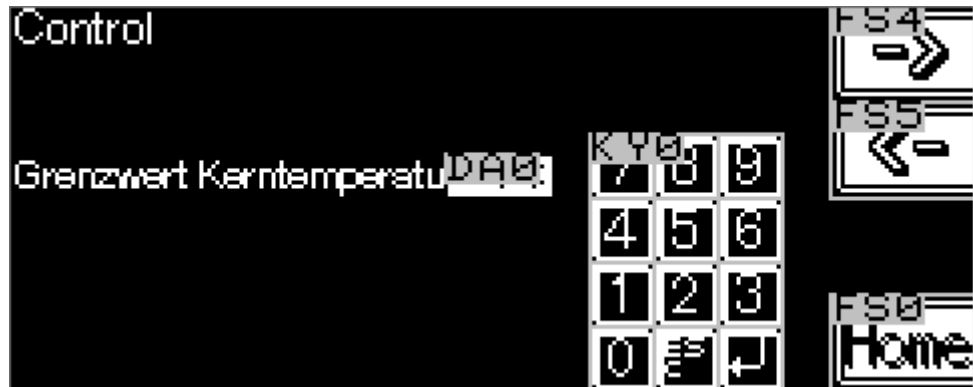 Control
FS4
FS5
Grenzwert Kerntemperatu DA0
KY0
7 8 9
4 5 6
1 2 3
0
FS0
Home